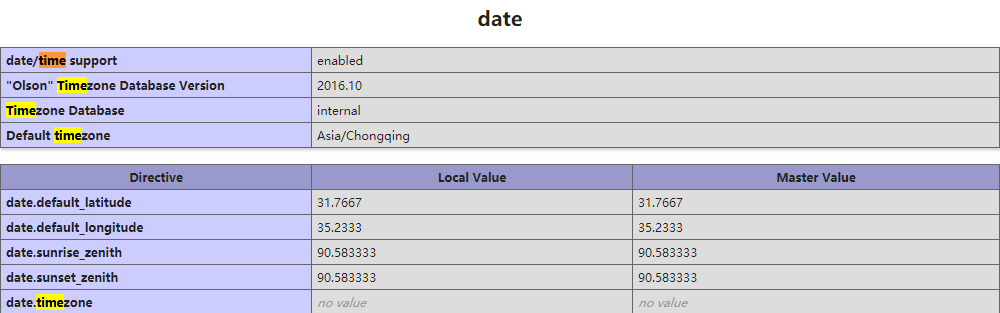 date
date/time support enabled
"Olson" Timezone Database Version 2016.10
Timezone Database internal
Default timezone Asia/Chongqing
Directive Local Value Master Value
date.default_latitude 31.7667 31.7667
date.default_longitude 35.2333 35.2333
date.sunrise_zenith 90.583333 90.583333
date.sunset_zenith 90.583333 90.583333
date.timezone no value no value